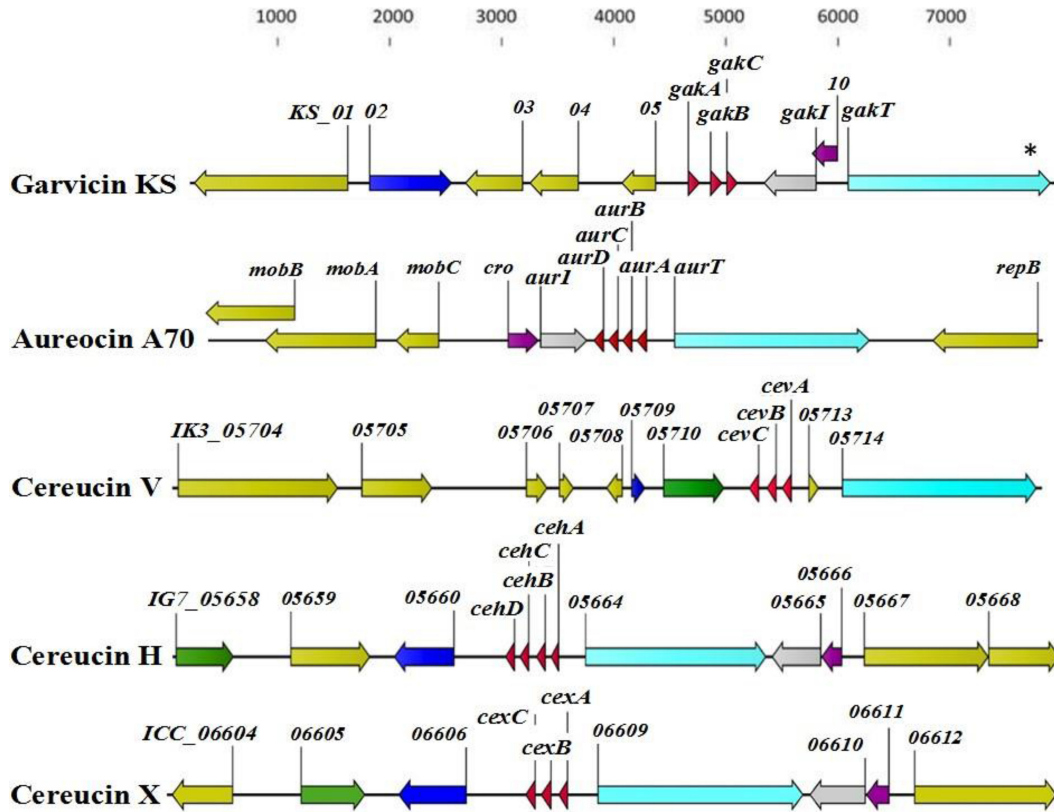 1000 2000 3000 4000 5000 6000 7000
gakC
gakA 10
KS_01 02 03 04 05 gakB gakI gakT
*
Garvicin KS
aurB
aurC
aurD
mobB mobA mobC cro aurI aurA aurT repB
Aureocin A70
cevA
05707 05709 cevB 05713
IK3_05704 05705 05706 05708 05710 cevC 05714
Cereucin V
cehA
cehC
cehB 05666
IG7_05658 05659 05660 cehD 05664 05665 05667 05668
Cereucin H
cexA
cexC 06611
ICC_06604 06605 06606 cexB 06609 06610 06612
Cereucin X